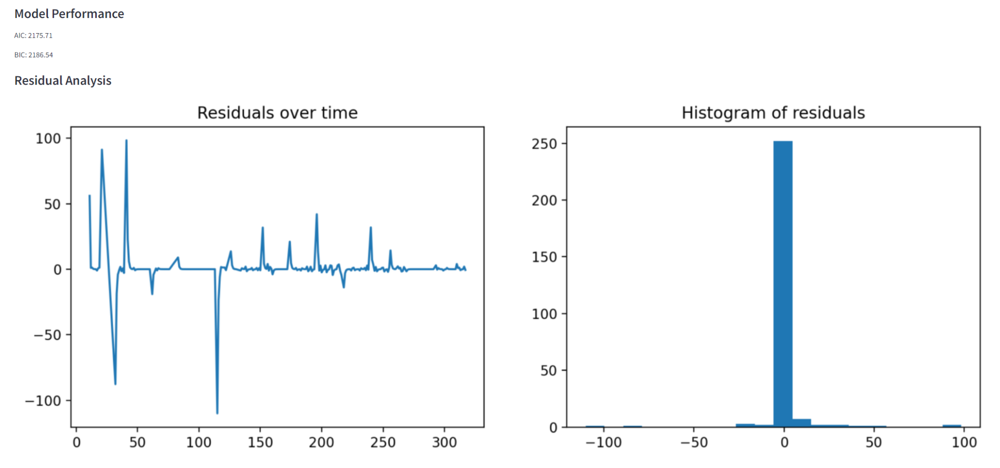 Model Performance
AIC: 2175.71
BIC: 2186.54
Residual Analysis
Residuals over time
100
50
0
−50
−100
0 50 100 150 200 250 300
Histogram of residuals
250
200
150
100
50
0
−100 −50 0 50 100